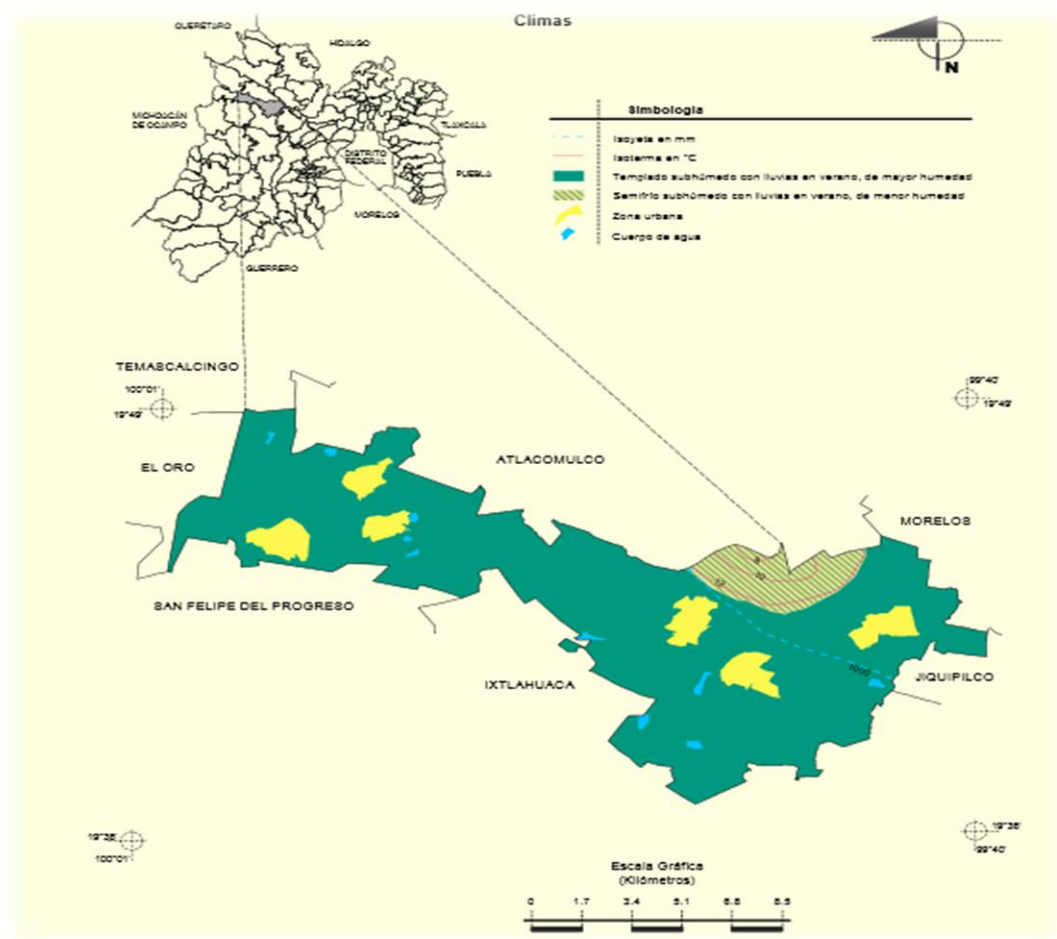 Climas
QUERÉTARO
HIDALGO
MICHOACÁN
DE OCAMPO
TLAXCALA
DISTRITO
FEDERAL
PUEBLA
MORELOS
GUERRERO
N
Simbología
Isoyeta en mm
Isoterma en °C
Templado subhúmedo con lluvias en verano, de mayor humedad
Semifrío subhúmedo con lluvias en verano, de menor humedad
Zona urbana
Cuerpo de agua
TEMASCALCINGO
100°01'
19°49'
99°40'
19°49'
EL ORO
ATLACOMULCO
MORELOS
10
12
1000
SAN FELIPE DEL PROGRESO
IXTLAHUACA
JIQUIPILCO
100°01'
99°40'
Escala Gráfica
(Kilómetros)
0 1.7 3.4 5.1 6.8 8.5